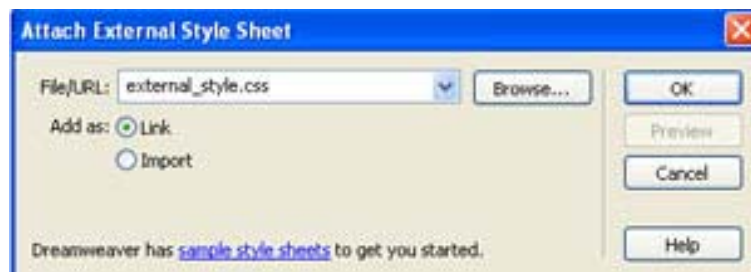 Attach External Style Sheet
File/URL: external_style.css Browse... OK
Add as: Link Preview
Import Cancel
Dreamweaver has sample style sheets to get you started. Help